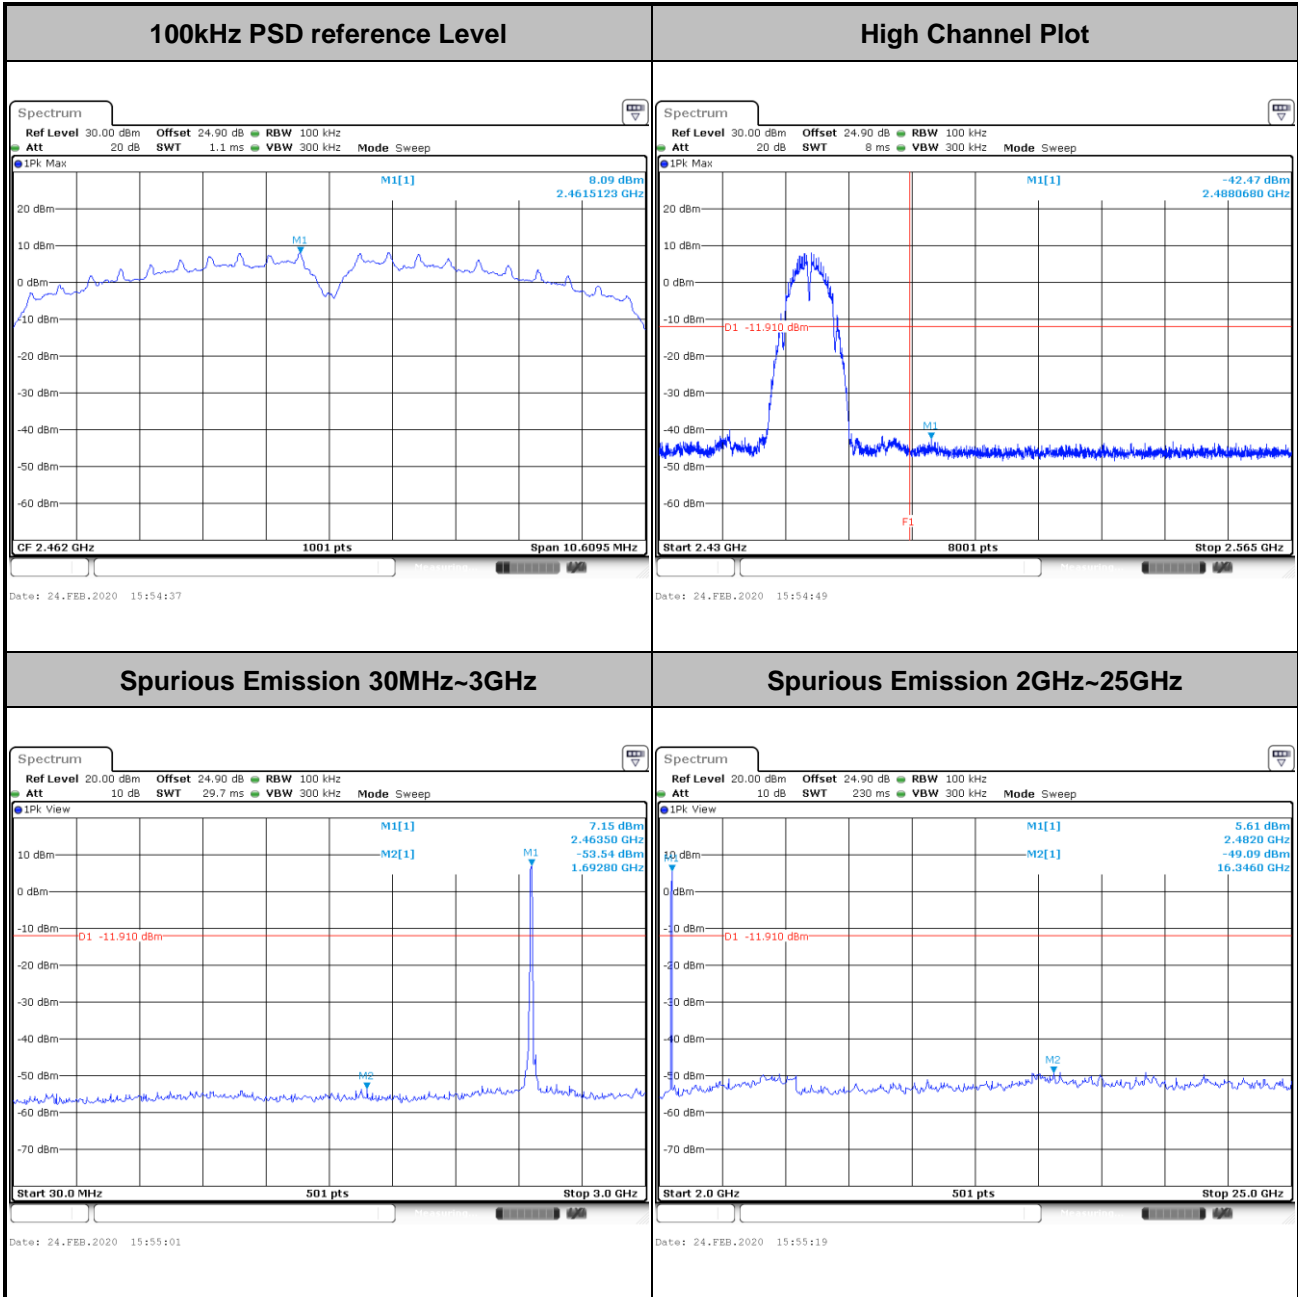 100kHz PSD reference Level
Spectrum
Ref Level 30.00 dBm Offset 24.90 dB RBW 100 kHz
Att 20 dB SWT 1.1 ms VBW 300 kHz Mode Sweep
1Pk Max
M1[1] 8.09 dBm
2.4615123 GHz
20 dBm
M1
10 dBm
0 dBm
-10 dBm
-20 dBm
-30 dBm
-40 dBm
-50 dBm
-60 dBm
CF 2.462 GHz 1001 pts Span 10.6095 MHz
Measuring
Date: 24.FEB.2020 15:54:37
High Channel Plot
Spectrum
Ref Level 30.00 dBm Offset 24.90 dB RBW 100 kHz
Att 20 dB SWT 8 ms VBW 300 kHz Mode Sweep
1Pk Max
M1[1] -42.47 dBm
2.4880680 GHz
20 dBm
10 dBm
0 dBm
-10 dBm
D1 -11.910 dBm
-20 dBm
-30 dBm
-40 dBm
M1
-50 dBm
-60 dBm
F1
Start 2.43 GHz 8001 pts Stop 2.565 GHz
Measuring
Date: 24.FEB.2020 15:54:49
Spurious Emission 30MHz~3GHz
Spectrum
Ref Level 20.00 dBm Offset 24.90 dB RBW 100 kHz
Att 10 dB SWT 29.7 ms VBW 300 kHz Mode Sweep
1Pk View
M1[1] 7.15 dBm
2.46350 GHz
10 dBm M2[1] M1 -53.54 dBm
1.69280 GHz
0 dBm
-10 dBm
D1 -11.910 dBm
-20 dBm
-30 dBm
-40 dBm
-50 dBm
M2
-60 dBm
-70 dBm
Start 30.0 MHz 501 pts Stop 3.0 GHz
Measuring
Date: 24.FEB.2020 15:55:01
Spurious Emission 2GHz~25GHz
Spectrum
Ref Level 20.00 dBm Offset 24.90 dB RBW 100 kHz
Att 10 dB SWT 230 ms VBW 300 kHz Mode Sweep
1Pk View
M1[1] 5.61 dBm
2.4820 GHz
10 dBm M2[1] -49.09 dBm
M1 16.3460 GHz
0 dBm
-10 dBm
D1 -11.910 dBm
-20 dBm
-30 dBm
-40 dBm
M2
-50 dBm
-60 dBm
-70 dBm
Start 2.0 GHz 501 pts Stop 25.0 GHz
Measuring
Date: 24.FEB.2020 15:55:19